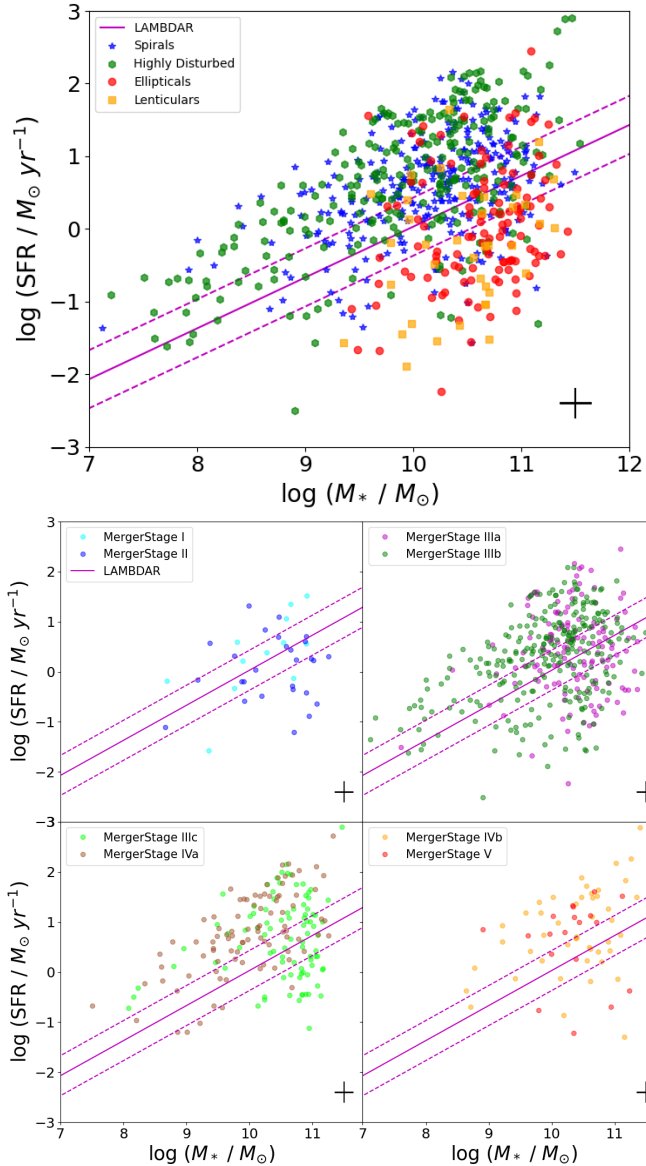 LAMBDAR
Spirals
Highly Disturbed
Ellipticals
Lenticulars
3
2
1
0
−1
−2
−3
log (SFR / M⊙ yr⁻¹)
7 8 9 10 11 12
log (M* / M⊙)
MergerStage I
MergerStage II
LAMBDAR
3
2
1
0
−1
−2
−3
log (SFR / M⊙ yr⁻¹)
MergerStage IIIa
MergerStage IIIb
MergerStage IIIc
MergerStage IVa
2
1
0
−1
−2
−3
log (SFR / M⊙ yr⁻¹)
7 8 9 10 11
log (M* / M⊙)
MergerStage IVb
MergerStage V
7 8 9 10 11
log (M* / M⊙)